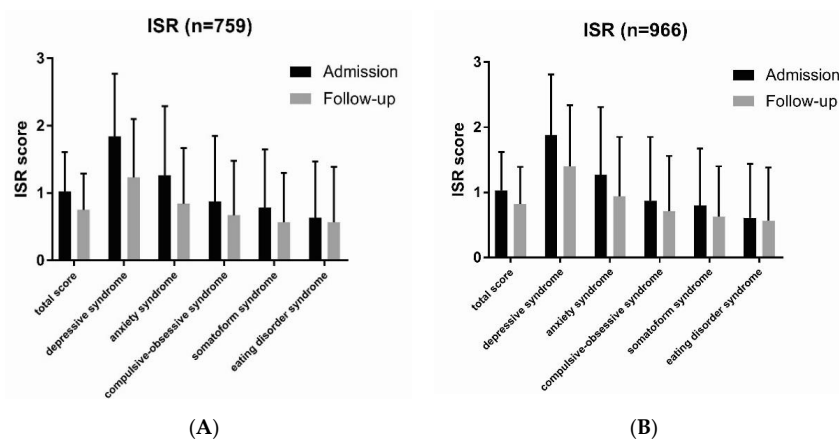 ISR (n=759)
3
2
1
0
ISR score
Admission
Follow-up
total score
depressive syndrome
anxiety syndrome
compulsive-obsessive syndrome
somatoform syndrome
eating disorder syndrome
(A)
ISR (n=966)
3
2
1
0
ISR score
Admission
Follow-up
total score
depressive syndrome
anxiety syndrome
compulsive-obsessive syndrome
somatoform syndrome
eating disorder syndrome
(B)